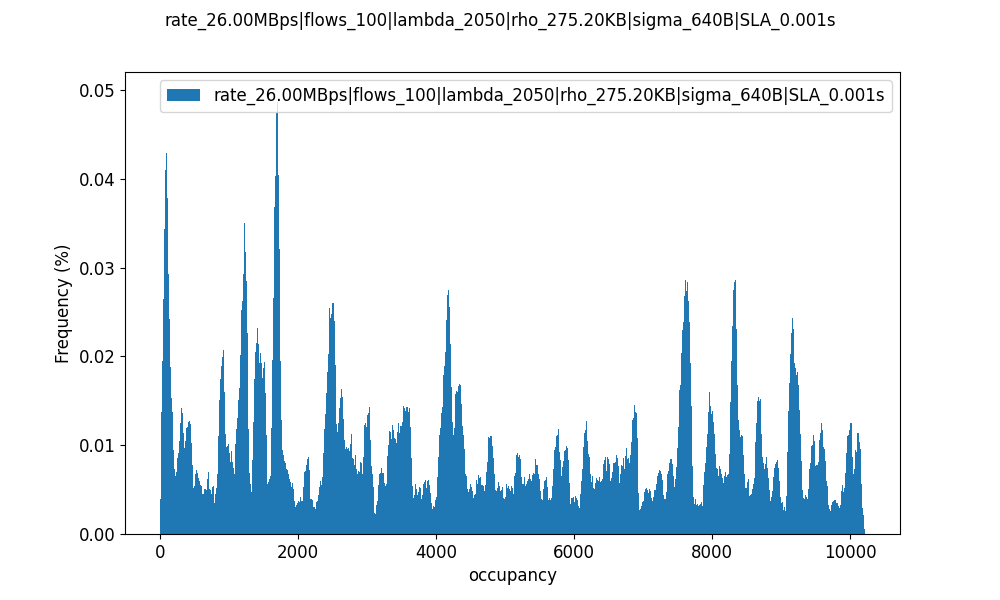 rate_26.00MBps|flows_100|lambda_2050|rho_275.20KB|sigma_640B|SLA_0.001s
rate_26.00MBps|flows_100|lambda_2050|rho_275.20KB|sigma_640B|SLA_0.001s
0.05
0.04
0.03
0.02
0.01
0.00
Frequency (%)
0 2000 4000 6000 8000 10000
occupancy